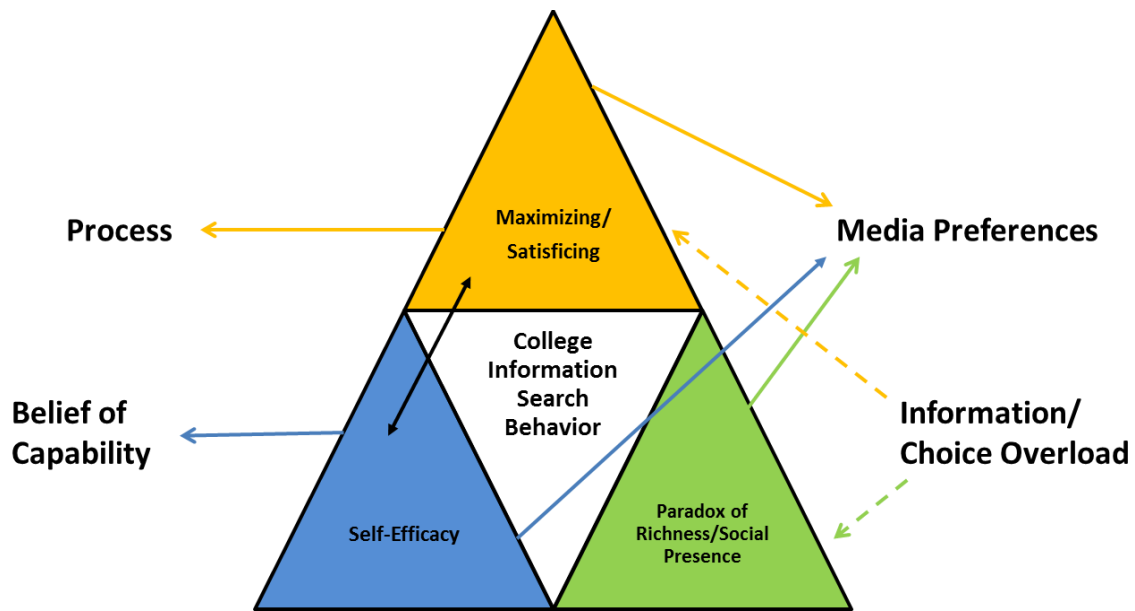 Maximizing/
Satisficing
Process
Media Preferences
College
Information
Search
Behavior
Belief of
Capability
Information/
Choice Overload
Self-Efficacy
Paradox of
Richness/Social
Presence